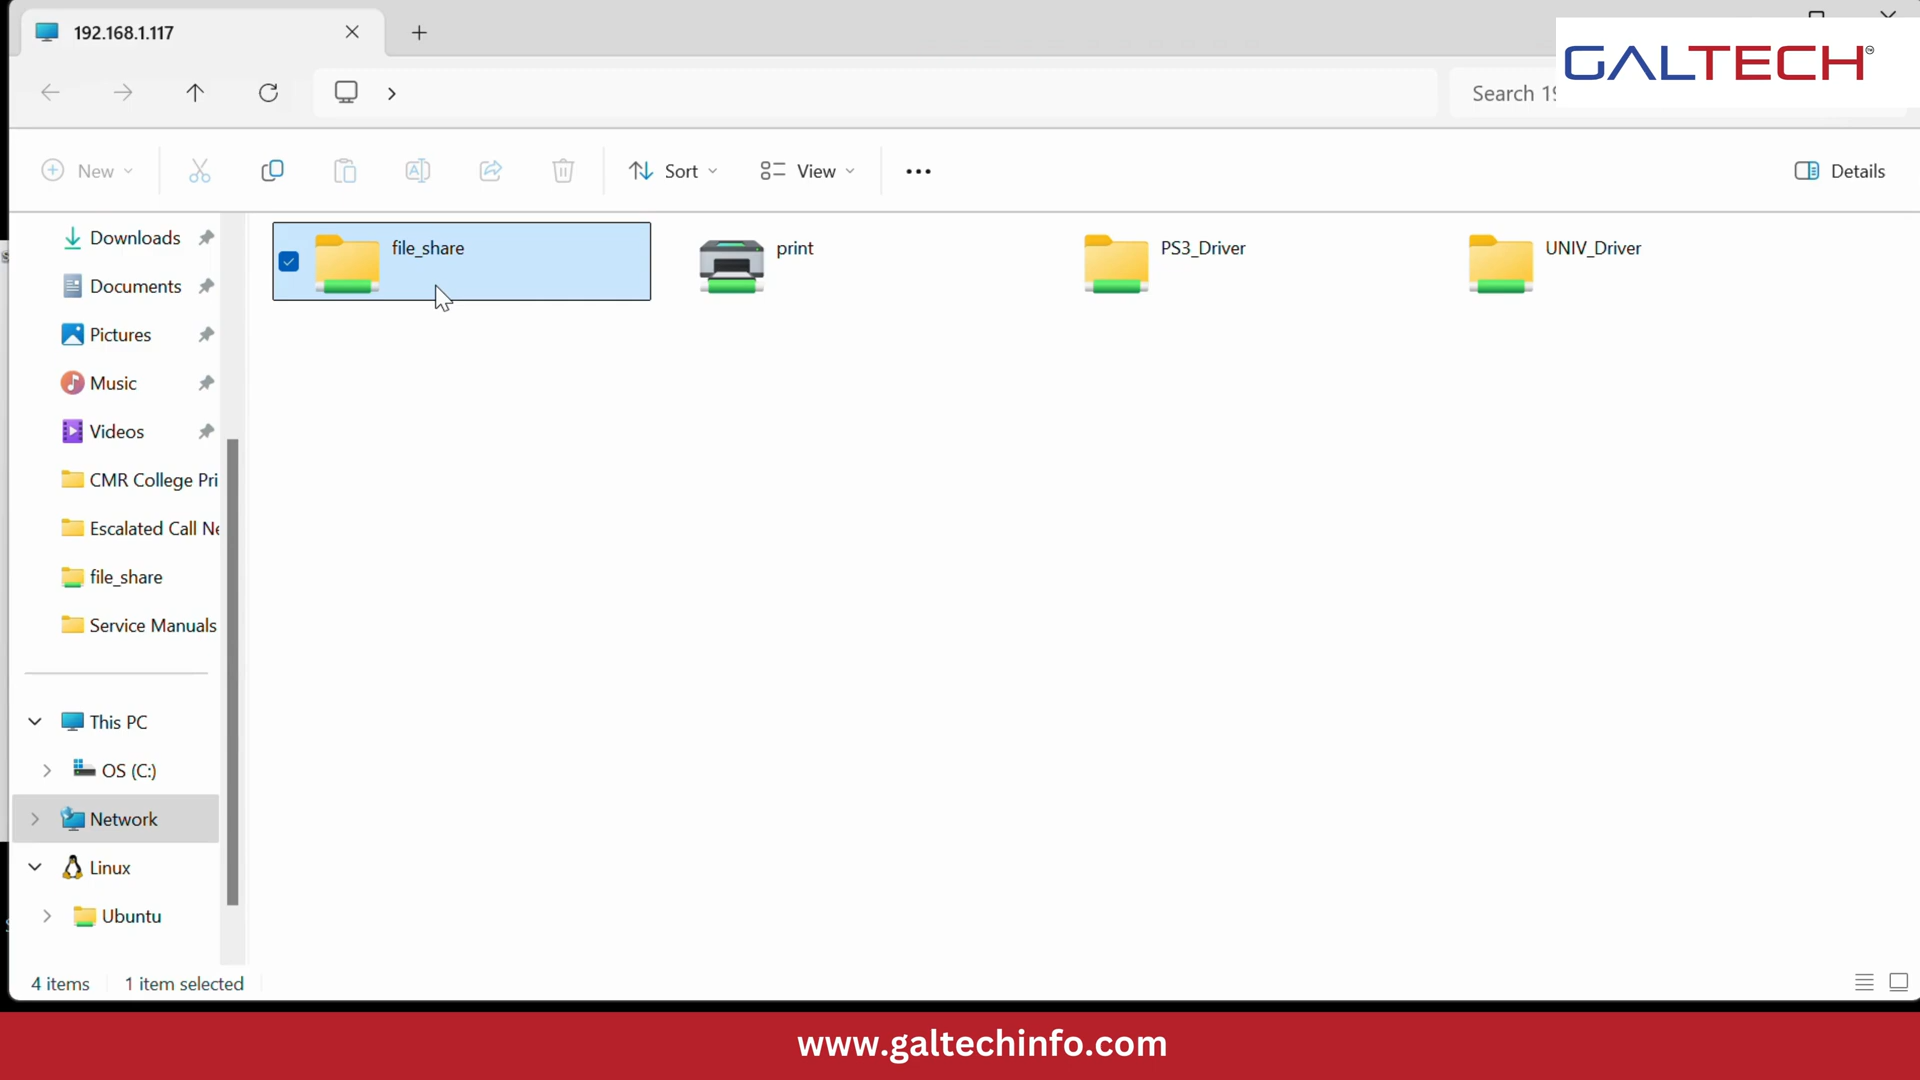 192.168.1.117
GALTECH
Search 19
New
Sort
View
Details
Downloads
Documents
Pictures
Music
Videos
CMR College Pri
Escalated Call Ne
file_share
Service Manuals
This PC
OS (C:)
Network
Linux
Ubuntu
file_share
print
PS3_Driver
UNIV_Driver
4 items
1 item selected
www.galtechinfo.com